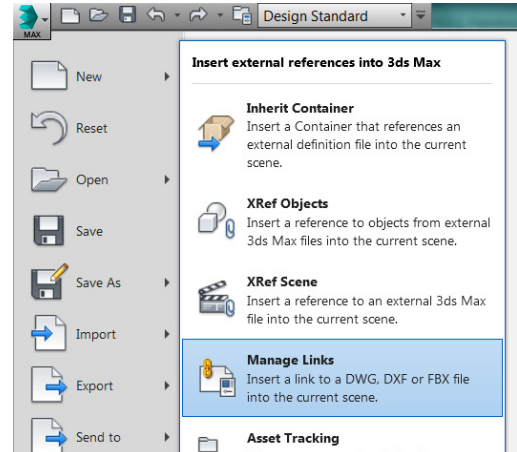 MAX
Design Standard
New
Reset
Open
Save
Save As
Import
Export
Send to
Insert external references into 3ds Max
Inherit Container
Insert a Container that references an
external definition file into the current
scene.
XRef Objects
Insert a reference to objects from external
3ds Max files into the current scene.
XRef Scene
Insert a reference to an external 3ds Max
file into the current scene.
Manage Links
Insert a link to a DWG, DXF or FBX file
into the current scene.
Asset Tracking